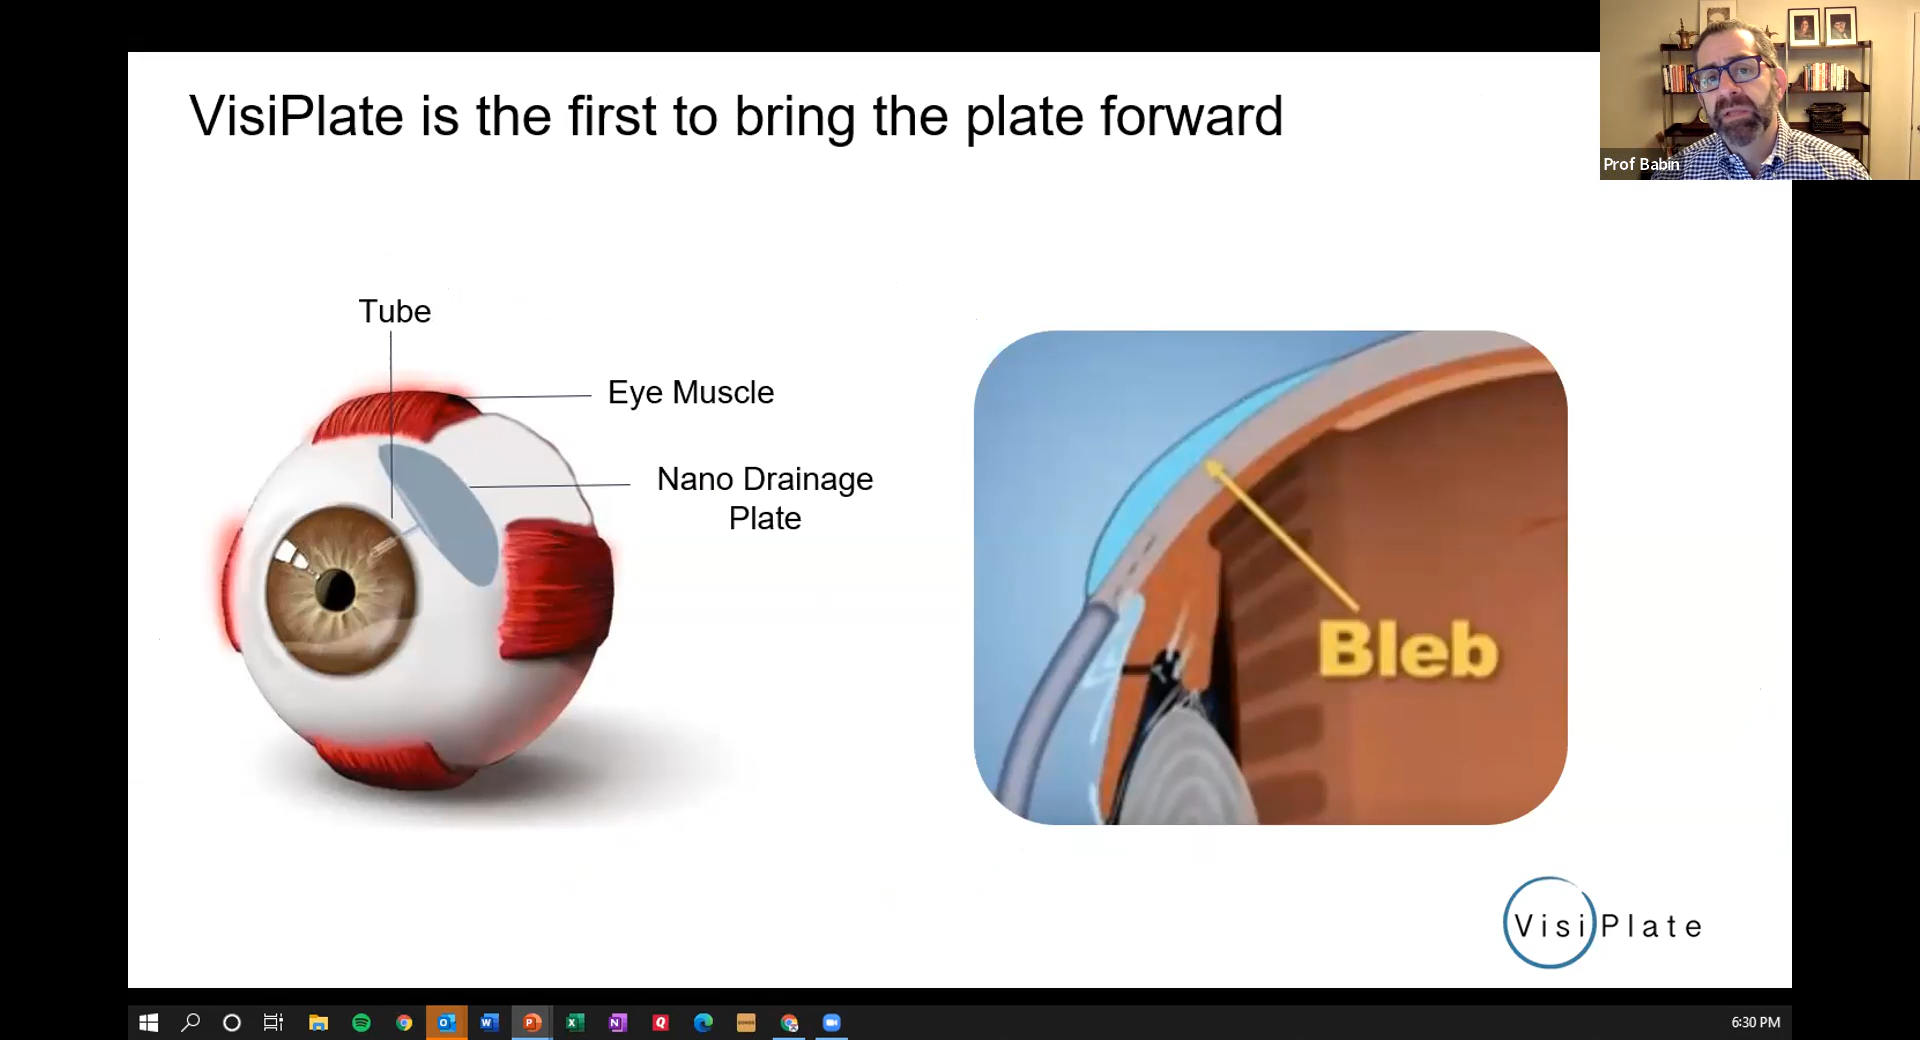 VisiPlate is the first to bring the plate forward
Prof Babin
Tube
Eye Muscle
Nano Drainage
Plate
Bleb
VisiPlate
6:30 PM